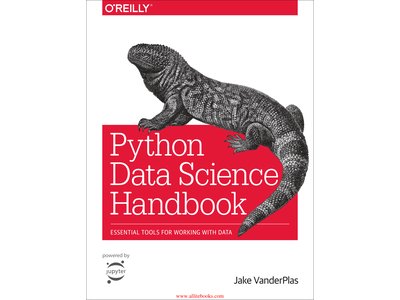 O'REILLY
Python
Data Science
Handbook
ESSENTIAL TOOLS FOR WORKING WITH DATA
powered by
jupyter
Jake VanderPlas
www.allitebooks.com